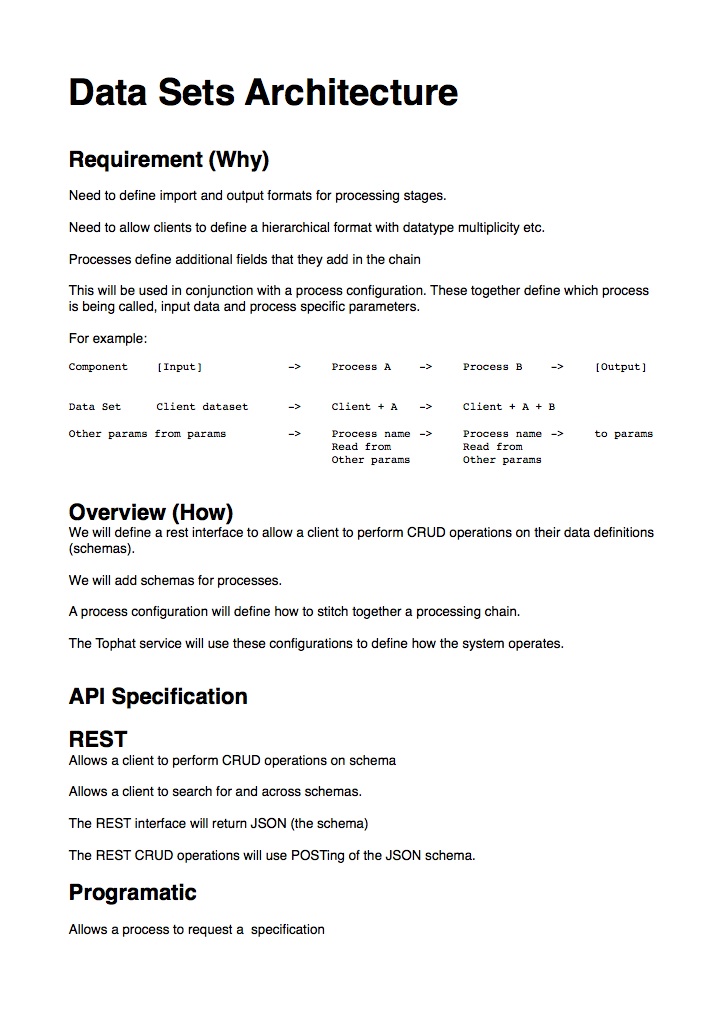 Data Sets Architecture
Requirement (Why)
Need to define import and output formats for processing stages.
Need to allow clients to define a hierarchical format with datatype multiplicity etc.
Processes define additional fields that they add in the chain
This will be used in conjunction with a process configuration. These together define which process
is being called, input data and process specific parameters.
For example:
Component [Input] -> Process A -> Process B -> [Output]
Data Set Client dataset -> Client + A -> Client + A + B
Other params from params -> Process name -> Process name -> to params
Read from Read from
Other params Other params
Overview (How)
We will define a rest interface to allow a client to perform CRUD operations on their data definitions
(schemas).
We will add schemas for processes.
A process configuration will define how to stitch together a processing chain.
The Tophat service will use these configurations to define how the system operates.
API Specification
REST
Allows a client to perform CRUD operations on schema
Allows a client to search for and across schemas.
The REST interface will return JSON (the schema)
The REST CRUD operations will use POSTing of the JSON schema.
Programatic
Allows a process to request a  specification